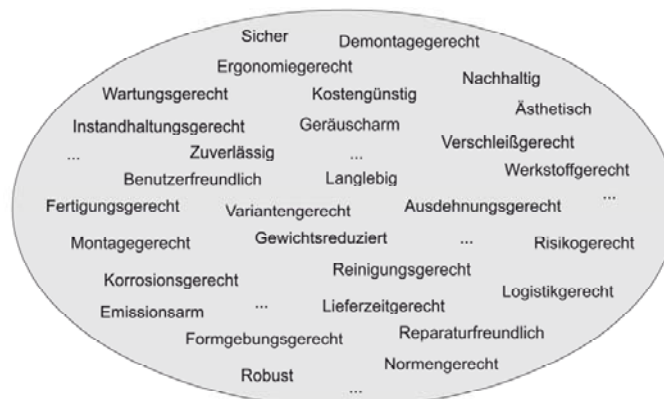 Sicher
Demontagegerecht
Ergonomiegerecht
Nachhaltig
Wartungsgerecht
Kostengünstig
Ästhetisch
Instandhaltungsgerecht
Geräuscharm
Verschleißgerecht
...
Zuverlässig
...
Werkstoffgerecht
Benutzerfreundlich
Langlebig
...
Fertigungsgerecht
Variantengerecht
Ausdehnungsgerecht
Montagegerecht
Gewichtsreduziert
...
Risikogerecht
Korrosionsgerecht
Reinigungsgerecht
Logistikgerecht
Emissionsarm
...
Lieferzeitgerecht
Formgebungsgerecht
Reparaturfreundlich
Robust
Normengerecht
...